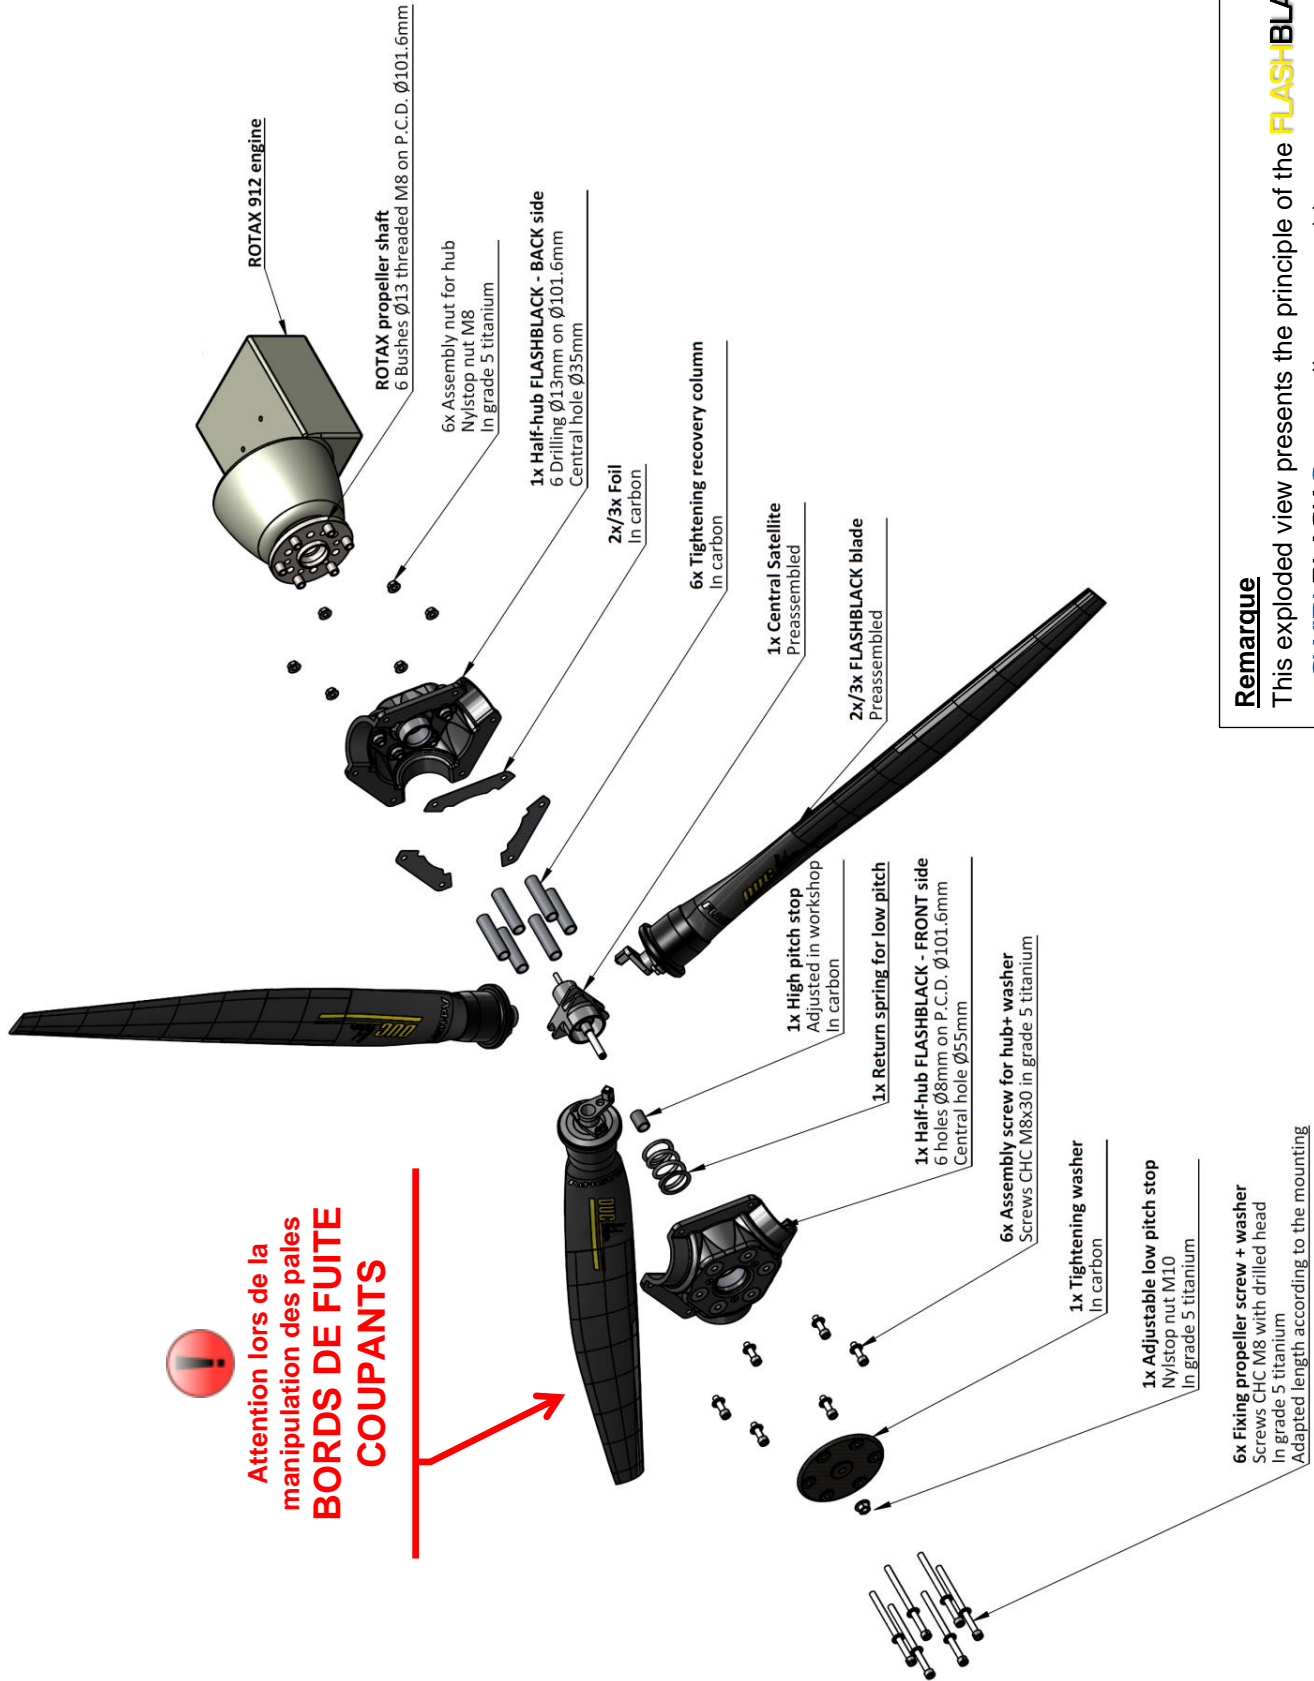 Attention lors de la
manipulation des pales
BORDS DE FUITE
COUPANTS
ROTAX 912 engine
ROTAX propeller shaft
6 Bushes Ø13 threaded M8 on P.C.D. Ø101.6mm
6x Assembly nut for hub
Nylstop nut M8
In grade 5 titanium
1x Half-hub FLASHBLACK - BACK side
6 Drilling Ø13mm on Ø101.6mm
Central hole Ø35mm
2x/3x Foil
In carbon
6x Tightening recovery column
In carbon
1x Central Satellite
Preassembled
2x/3x FLASHBLACK blade
Preassembled
1x High pitch stop
Adjusted in workshop
In carbon
1x Return spring for low pitch
1x Half-hub FLASHBLACK - FRONT side
6 holes Ø8mm on P.C.D. Ø101.6mm
Central hole Ø55mm
6x Assembly screw for hub+ washer
Screws CHC M8x30 in grade 5 titanium
1x Tightening washer
In carbon
1x Adjustable low pitch stop
Nylstop nut M10
In grade 5 titanium
6x Fixing propeller screw + washer
Screws CHC M8 with drilled head
In grade 5 titanium
Adapted length according to the mounting
DUC
DUC
DUC
Remarque
This exploded view presents the principle of the FLASHBLA